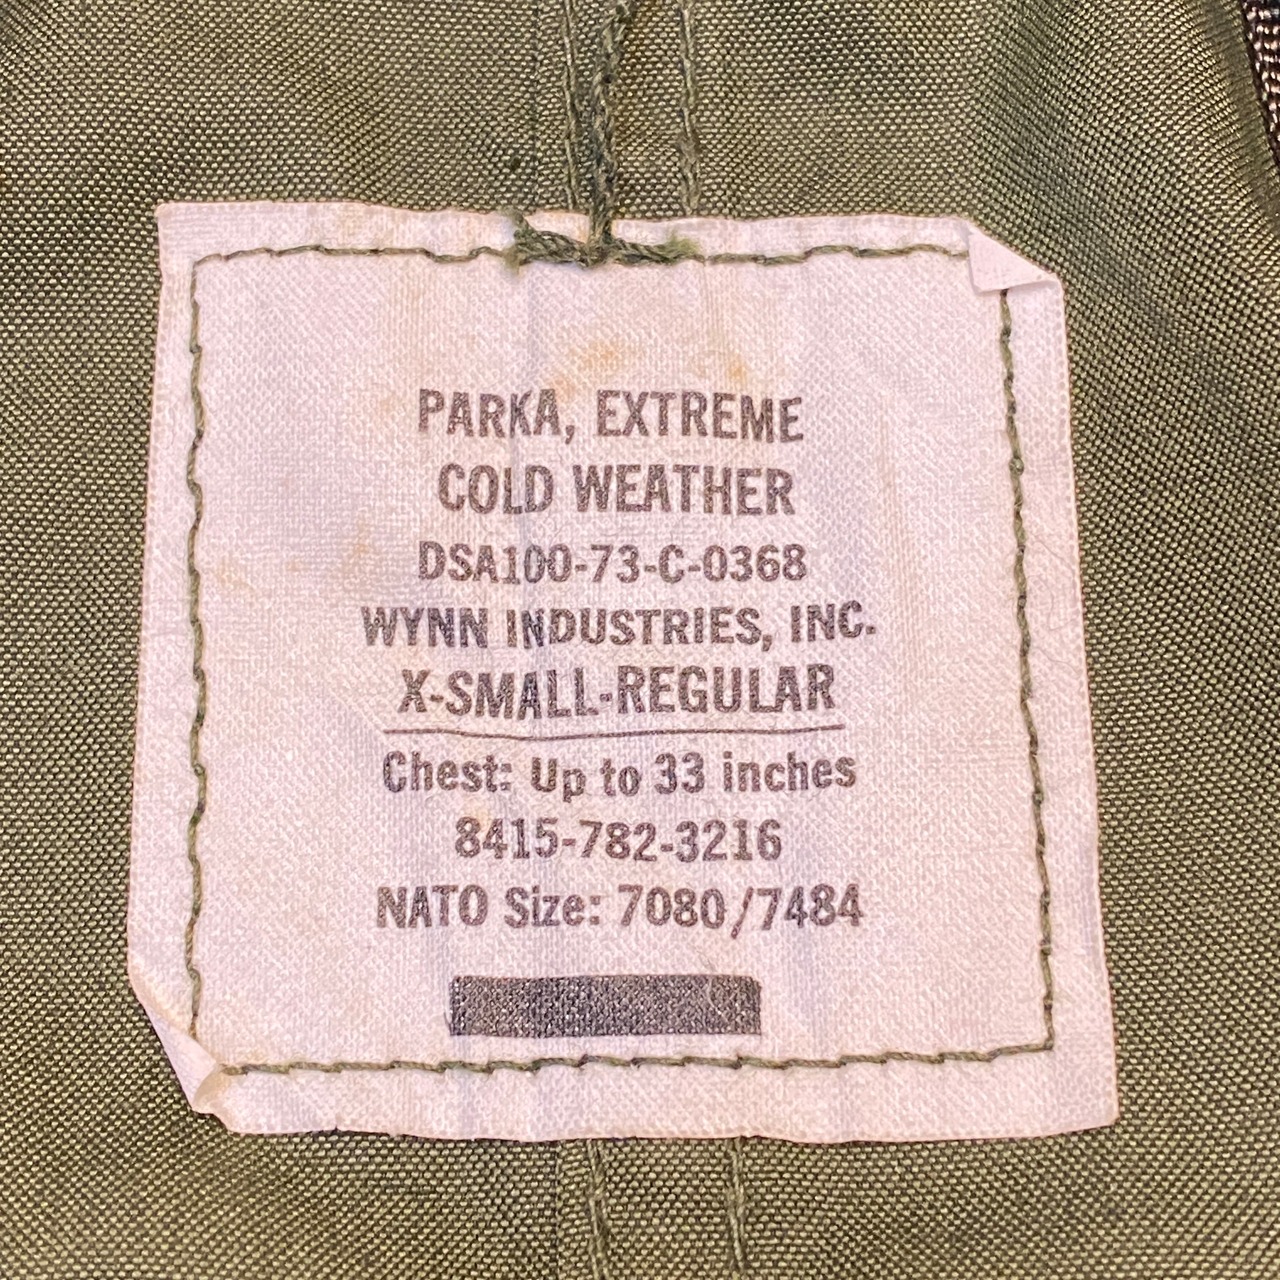 PARKA, EXTREME
COLD WEATHER
DSA100-73-C-0368
WYNN INDUSTRIES, INC.
X-SMALL-REGULAR
Chest: Up to 33 inches
8415-782-3216
NATO Size: 7080/7484